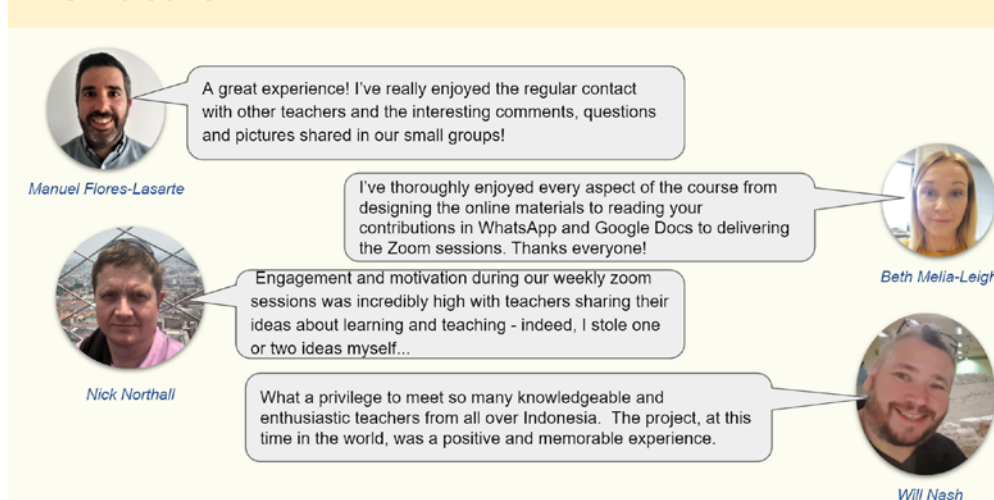 A great experience! I've really enjoyed the regular contact
with other teachers and the interesting comments, questions
and pictures shared in our small groups!
Manuel Flores-Lasarte
I've thoroughly enjoyed every aspect of the course from
designing the online materials to reading your
contributions in WhatsApp and Google Docs to delivering
the Zoom sessions. Thanks everyone!
Beth Melia-Leigh
Engagement and motivation during our weekly zoom
sessions was incredibly high with teachers sharing their
ideas about learning and teaching - indeed, I stole one
or two ideas myself...
Nick Northall
What a privilege to meet so many knowledgeable and
enthusiastic teachers from all over Indonesia. The project, at this
time in the world, was a positive and memorable experience.
Will Nash